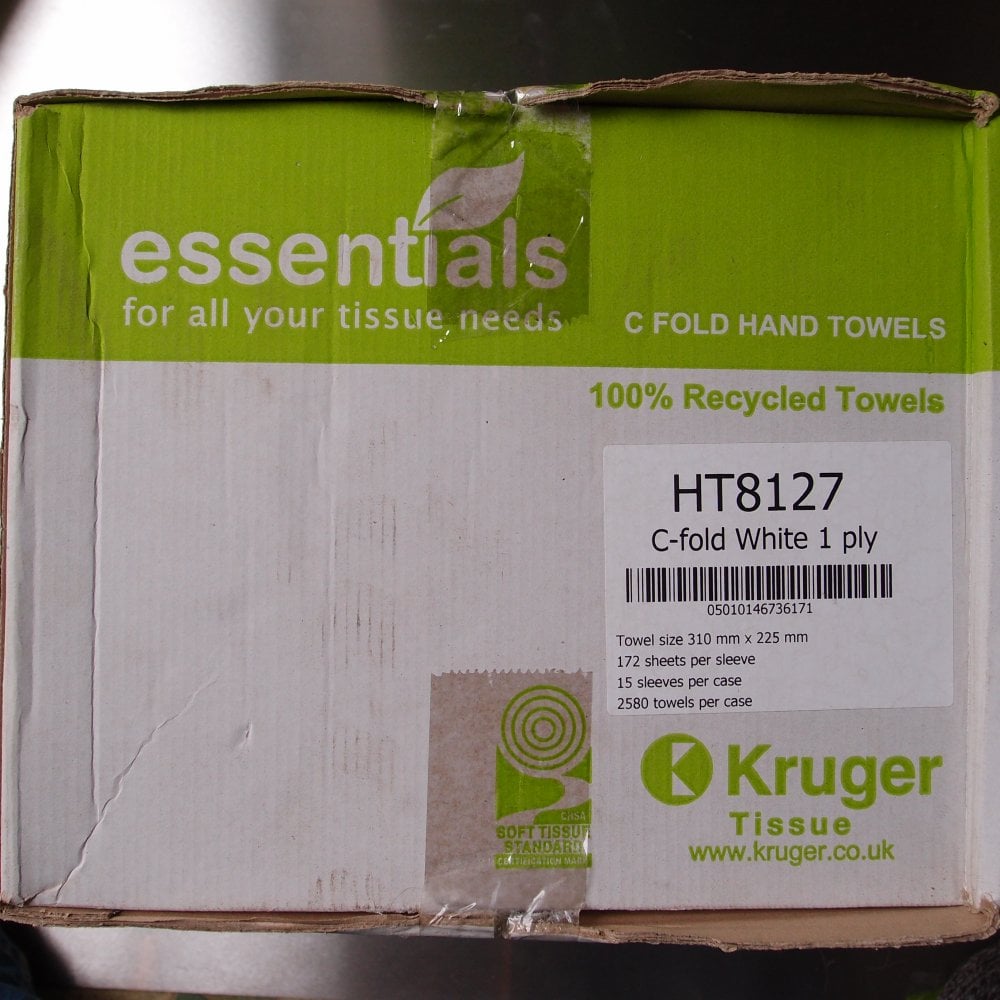 essentials
for all your tissue needs
C FOLD HAND TOWELS
100% Recycled Towels
HT8127
C-fold White 1 ply
05010146736171
Towel size 310 mm x 225 mm
172 sheets per sleeve
15 sleeves per case
2580 towels per case
CHSA
SOFT TISSUE
STANDARD
CERTIFICATION MARK
Kruger
Tissue
www.kruger.co.uk